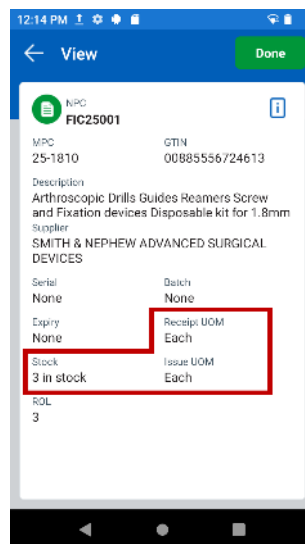 12:14 PM
View
Done
NPC
FIC25001
MPC
GTIN
25-1810
00885556724613
Description
Arthroscopic Drills Guides Reamers Screw
and Fixation devices Disposable kit for 1.8mm
Supplier
SMITH & NEPHEW ADVANCED SURGICAL
DEVICES
Serial
Batch
None
None
Expiry
Receipt UOM
None
Each
Stock
Issue UOM
3 in stock
Each
ROL
3